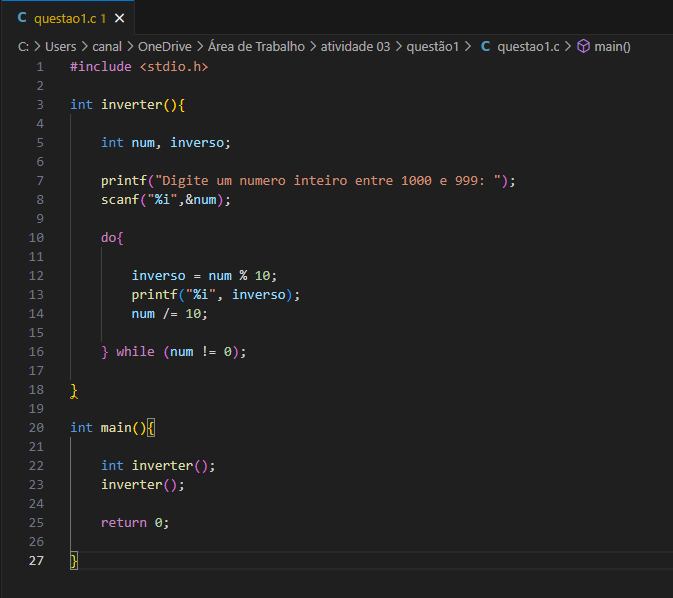 C questao1.c 1 ×
C: > Users > canal > OneDrive > Área de Trabalho > atividade 03 > questão1 > C questao1.c > main()
1 #include <stdio.h>
2
3 int inverter(){
4
5 int num, inverso;
6
7 printf("Digite um numero inteiro entre 1000 e 999: ");
8 scanf("%i",&num);
9
10 do{
11
12 inverso = num % 10;
13 printf("%i", inverso);
14 num /= 10;
15
16 } while (num != 0);
17
18 }
19
20 int main(){
21
22 int inverter();
23 inverter();
24
25 return 0;
26
27 }